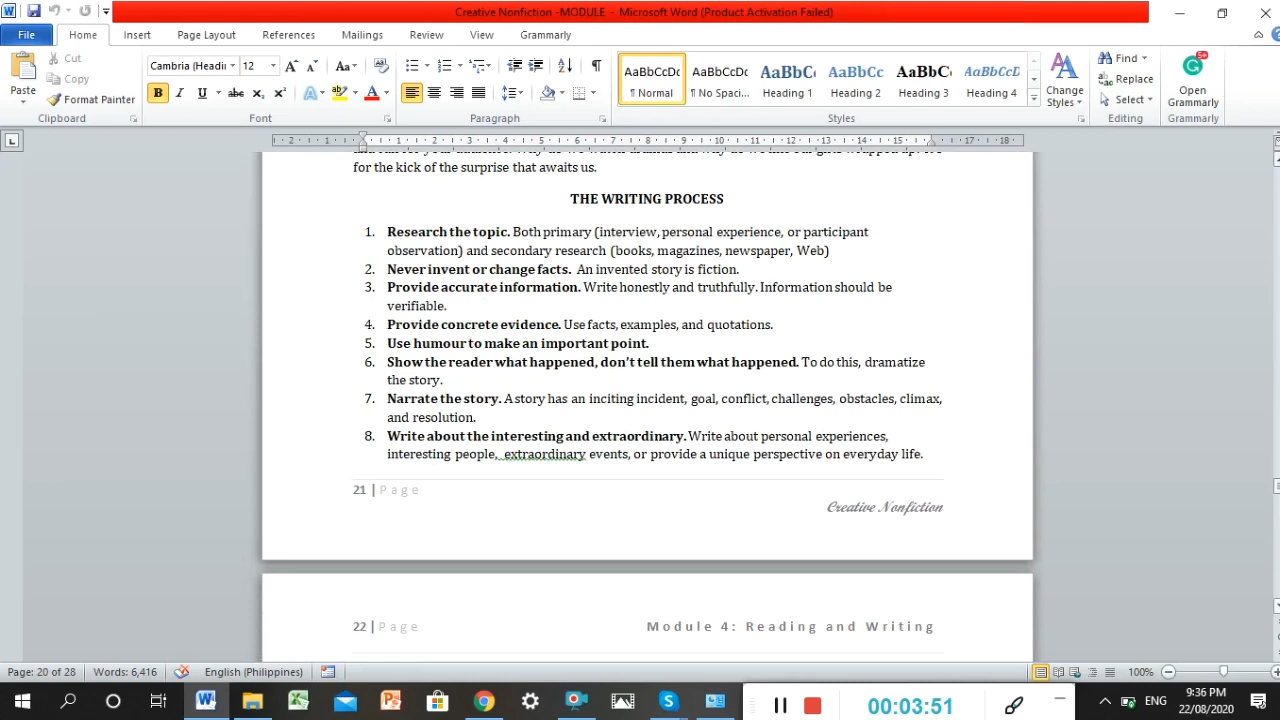 Creative Nonfiction -MODULE - Microsoft Word (Product Activation Failed)
File Home Insert Page Layout References Mailings Review View Grammarly
Paste
Cut
Copy
Format Painter
Clipboard
Cambria (Headi 12
Font
Paragraph
AaBbCcDc AaBbCcDc AaBbC AaBbCc AaBbC AaBbCcD
¶ Normal ¶ No Spaci... Heading 1 Heading 2 Heading 3 Heading 4
Styles
Change
Styles
Find
Replace
Select
Editing
Open
Grammarly
Grammarly
for the kick of the surprise that awaits us.
THE WRITING PROCESS
1. Research the topic. Both primary (interview, personal experience, or participant
observation) and secondary research (books, magazines, newspaper, Web)
2. Never invent or change facts. An invented story is fiction.
3. Provide accurate information. Write honestly and truthfully. Information should be
verifiable.
4. Provide concrete evidence. Use facts, examples, and quotations.
5. Use humour to make an important point.
6. Show the reader what happened, don't tell them what happened. To do this, dramatize
the story.
7. Narrate the story. A story has an inciting incident, goal, conflict, challenges, obstacles, climax,
and resolution.
8. Write about the interesting and extraordinary. Write about personal experiences,
interesting people, extraordinary events, or provide a unique perspective on everyday life.
21 | Page
Creative Nonfiction
22 | Page Module 4: Reading and Writing
Page: 20 of 28 Words: 6,416 English (Philippines) 100%
00:03:51
ENG
9:36 PM
22/08/2020